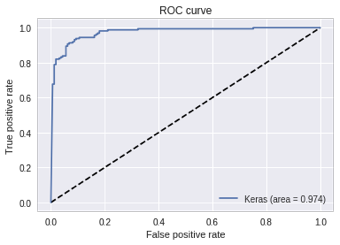 ROC curve
1.0
0.8
0.6
0.4
0.2
0.0
True positive rate
Keras (area = 0.974)
0.0 0.2 0.4 0.6 0.8 1.0
False positive rate